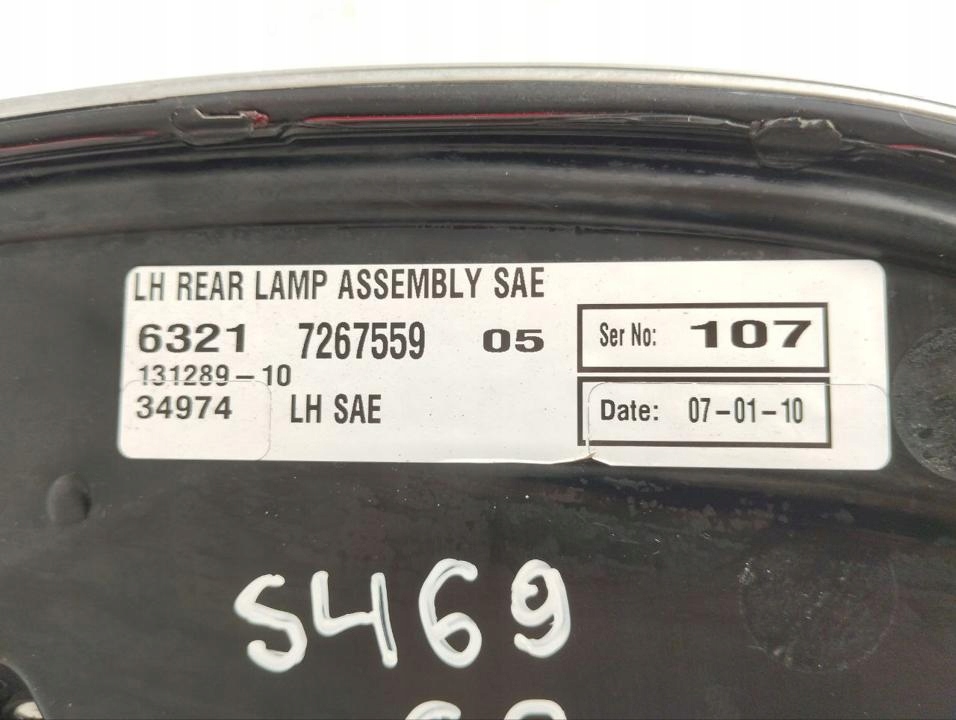 LH REAR LAMP ASSEMBLY SAE
6321 7267559 05
Ser No: 107
131289-10
34974 LH SAE
Date: 07-01-10
S469